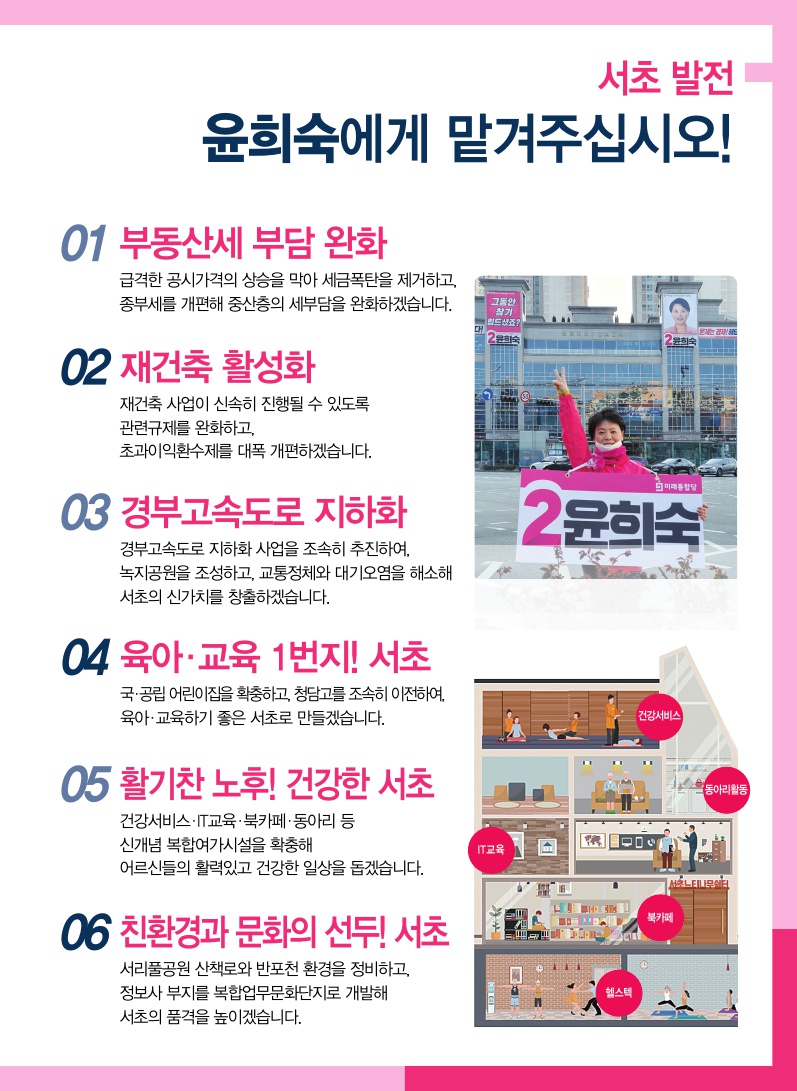 서초 발전
윤희숙에게 맡겨주십시오!
01 부동산세 부담 완화
급격한 공시가격의 상승을 막아 세금폭탄을 제거하고,
종부세를 개편해 중산층의 세부담을 완화하겠습니다.
02 재건축 활성화
재건축 사업이 신속히 진행될 수 있도록
관련규제를 완화하고,
초과이익환수제를 대폭 개편하겠습니다.
03 경부고속도로 지하화
경부고속도로 지하화 사업을 조속히 추진하여,
녹지공원을 조성하고, 교통정체와 대기오염을 해소해
서초의 신가치를 창출하겠습니다.
04 육아·교육 1번지! 서초
국·공립 어린이집을 확충하고, 청담고를 조속히 이전하여,
육아·교육하기 좋은 서초로 만들겠습니다.
05 활기찬 노후! 건강한 서초
건강서비스·IT교육·북카페·동아리 등
신개념 복합여가시설을 확충해
어르신들의 활력있고 건강한 일상을 돕겠습니다.
06 친환경과 문화의 선두! 서초
서리풀공원 산책로와 반포천 환경을 정비하고,
정보사 부지를 복합업무문화단지로 개발해
서초의 품격을 높이겠습니다.
그동안
참기
힘드셨죠?
2윤희숙
2윤희숙
미래통합당
2윤희숙
건강서비스
동아리활동
IT교육
서초느티나무쉼터
북카페
헬스텍